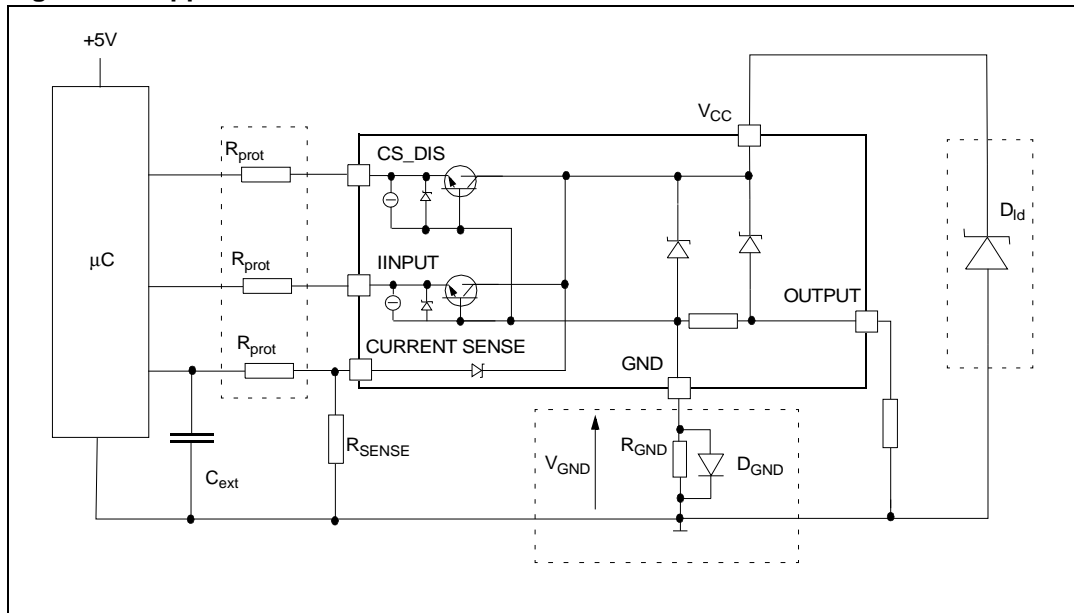 +5V
V_CC
R_prot
CS_DIS
D_ld
µC
R_prot
IINPUT
OUTPUT
R_prot
CURRENT SENSE
GND
R_SENSE
C_ext
V_GND
R_GND
D_GND